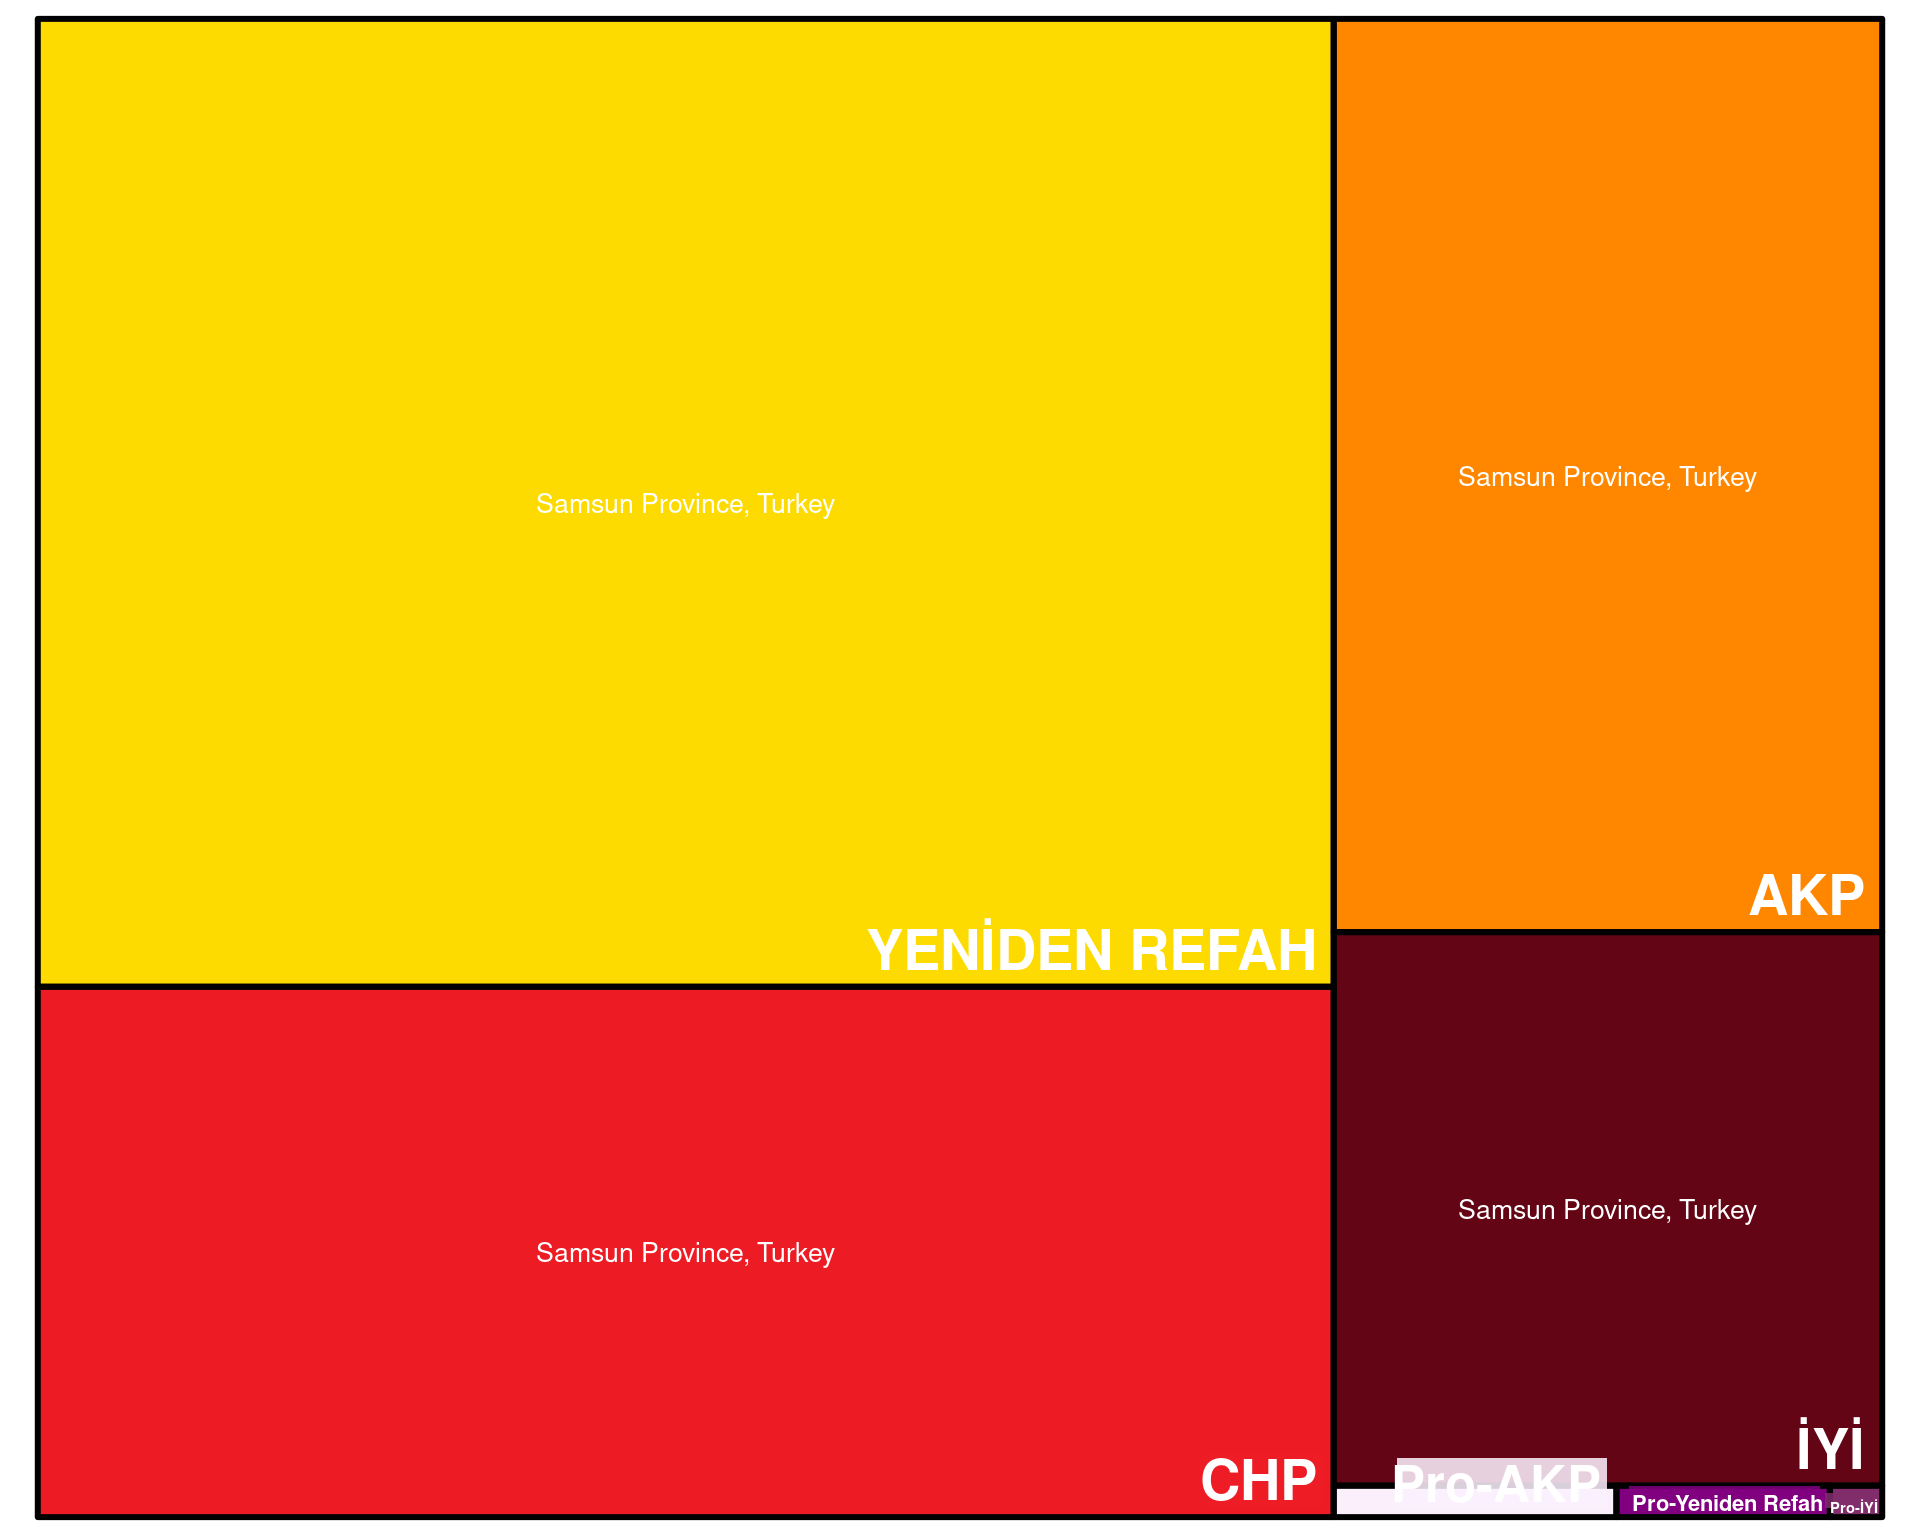 Samsun Province, Turkey
YENİDEN REFAH
Samsun Province, Turkey
AKP
Samsun Province, Turkey
CHP
Samsun Province, Turkey
İYİ
Pro-AKP
Pro-Yeniden Refah
Pro-İYİ